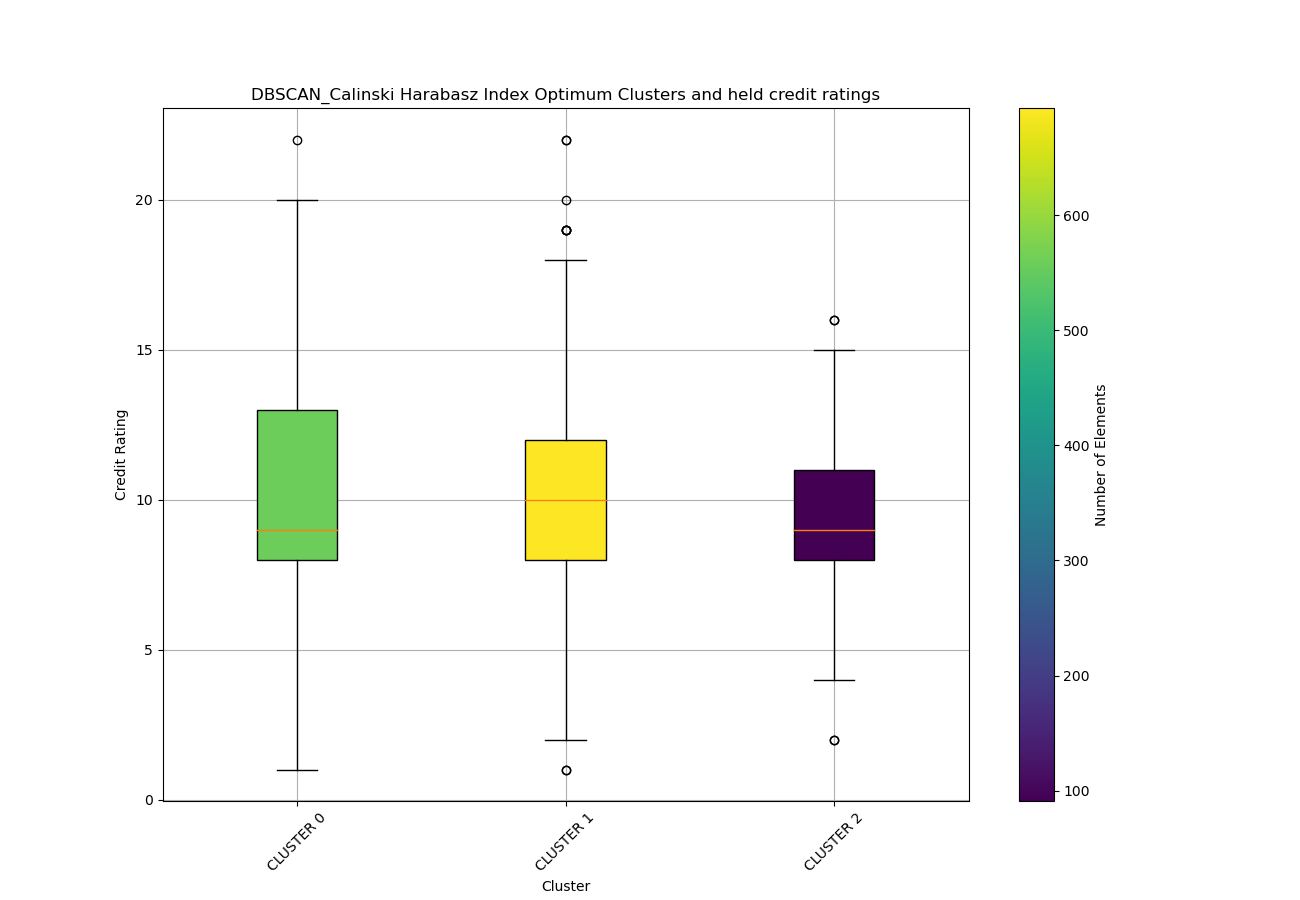 DBSCAN_Calinski Harabasz Index Optimum Clusters and held credit ratings
20
15
10
5
0
Credit Rating
CLUSTER 0
CLUSTER 1
CLUSTER 2
Cluster
600
500
400
300
200
100
Number of Elements